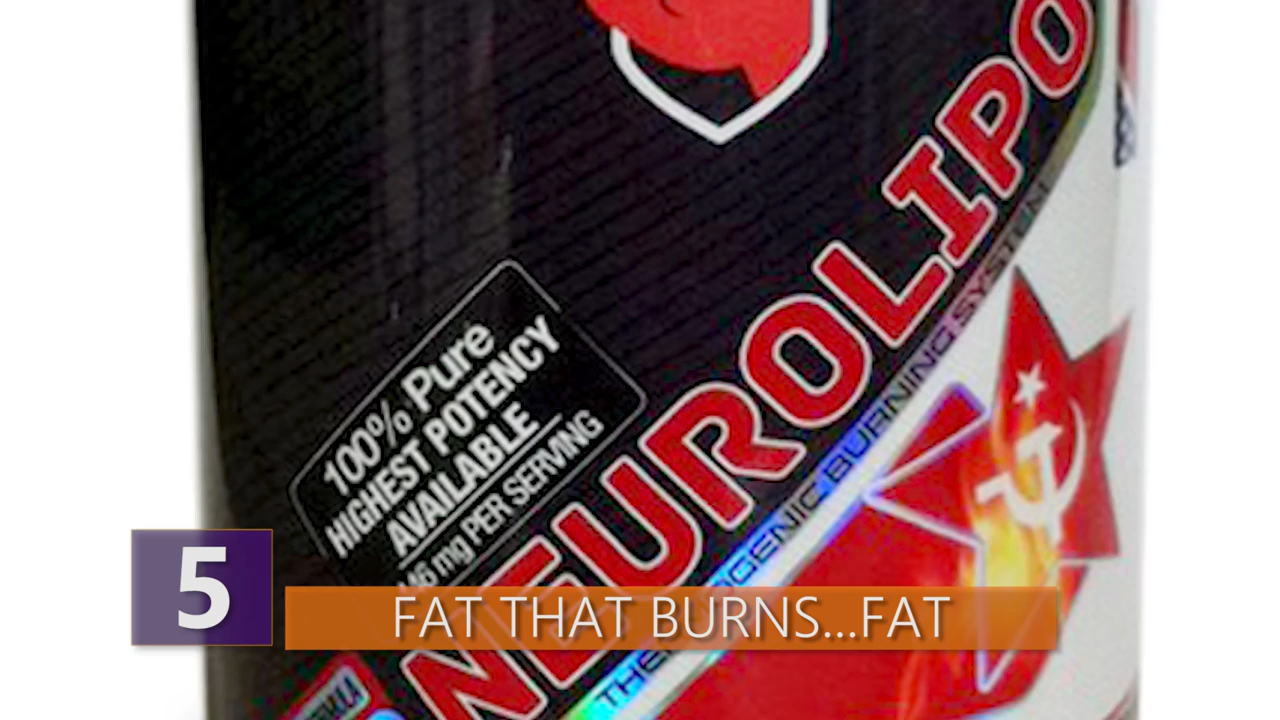 100% Pure
HIGHEST POTENCY
AVAILABLE
mg PER SERVING
NEUROLIPO
BURNING SYSTEM
5
FAT THAT BURNS...FAT